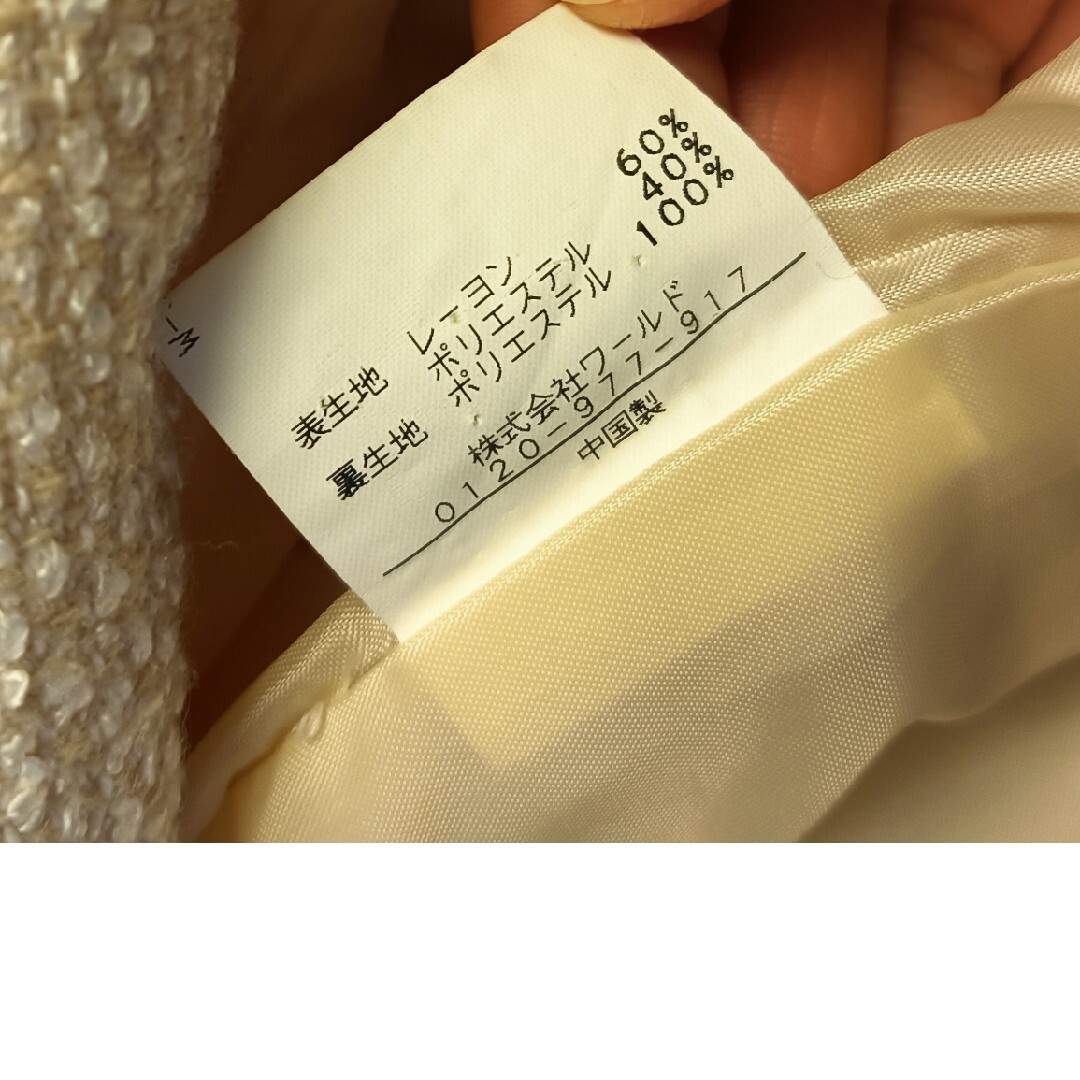 表生地 レーヨン 60%
ポリエステル 40%
裏生地 ポリエステル 100%
株式会社ワールド
0120-977-917
中国製